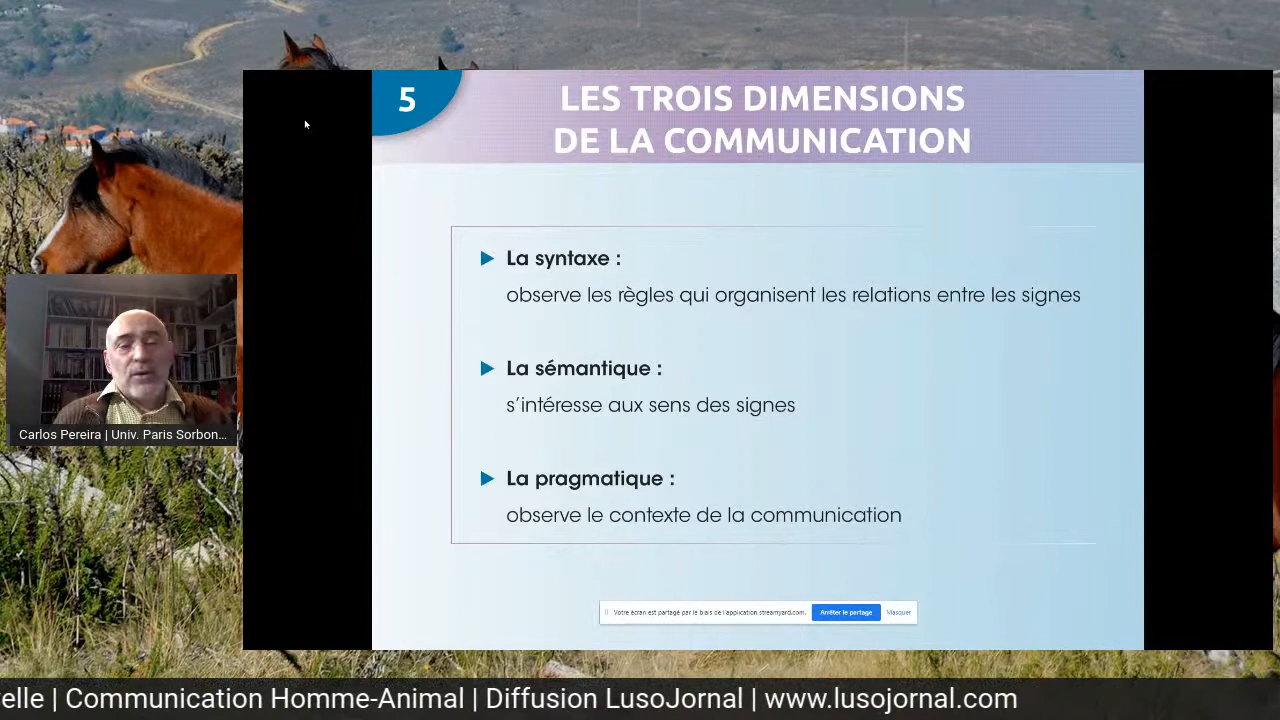 5
LES TROIS DIMENSIONS
DE LA COMMUNICATION
La syntaxe :
observe les règles qui organisent les relations entre les signes
La sémantique :
s'intéresse aux sens des signes
La pragmatique :
observe le contexte de la communication
Carlos Pereira | Univ. Paris Sorbon...
Votre écran est partagé par le biais de l'application streamyard.com. Arrêter le partage Masquer
elle | Communication Homme-Animal | Diffusion LusoJournal | www.lusojournal.com